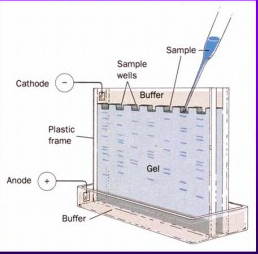 Sample
Sample
wells
Cathode
−
Buffer
Plastic
frame
Gel
Anode
+
Buffer